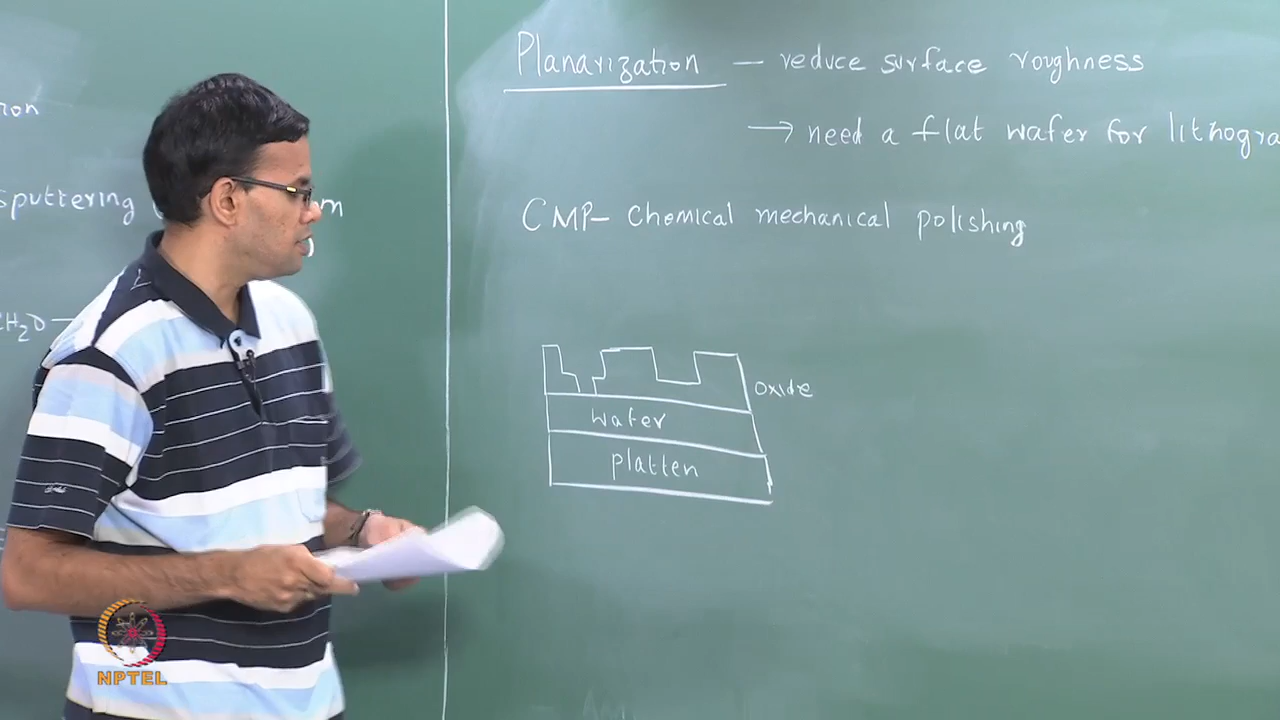 Planarization – reduce surface roughness
→ need a flat wafer for lithogra
CMP– Chemical mechanical polishing
oxide
wafer
platten
sputtering
H₂O –
NPTEL